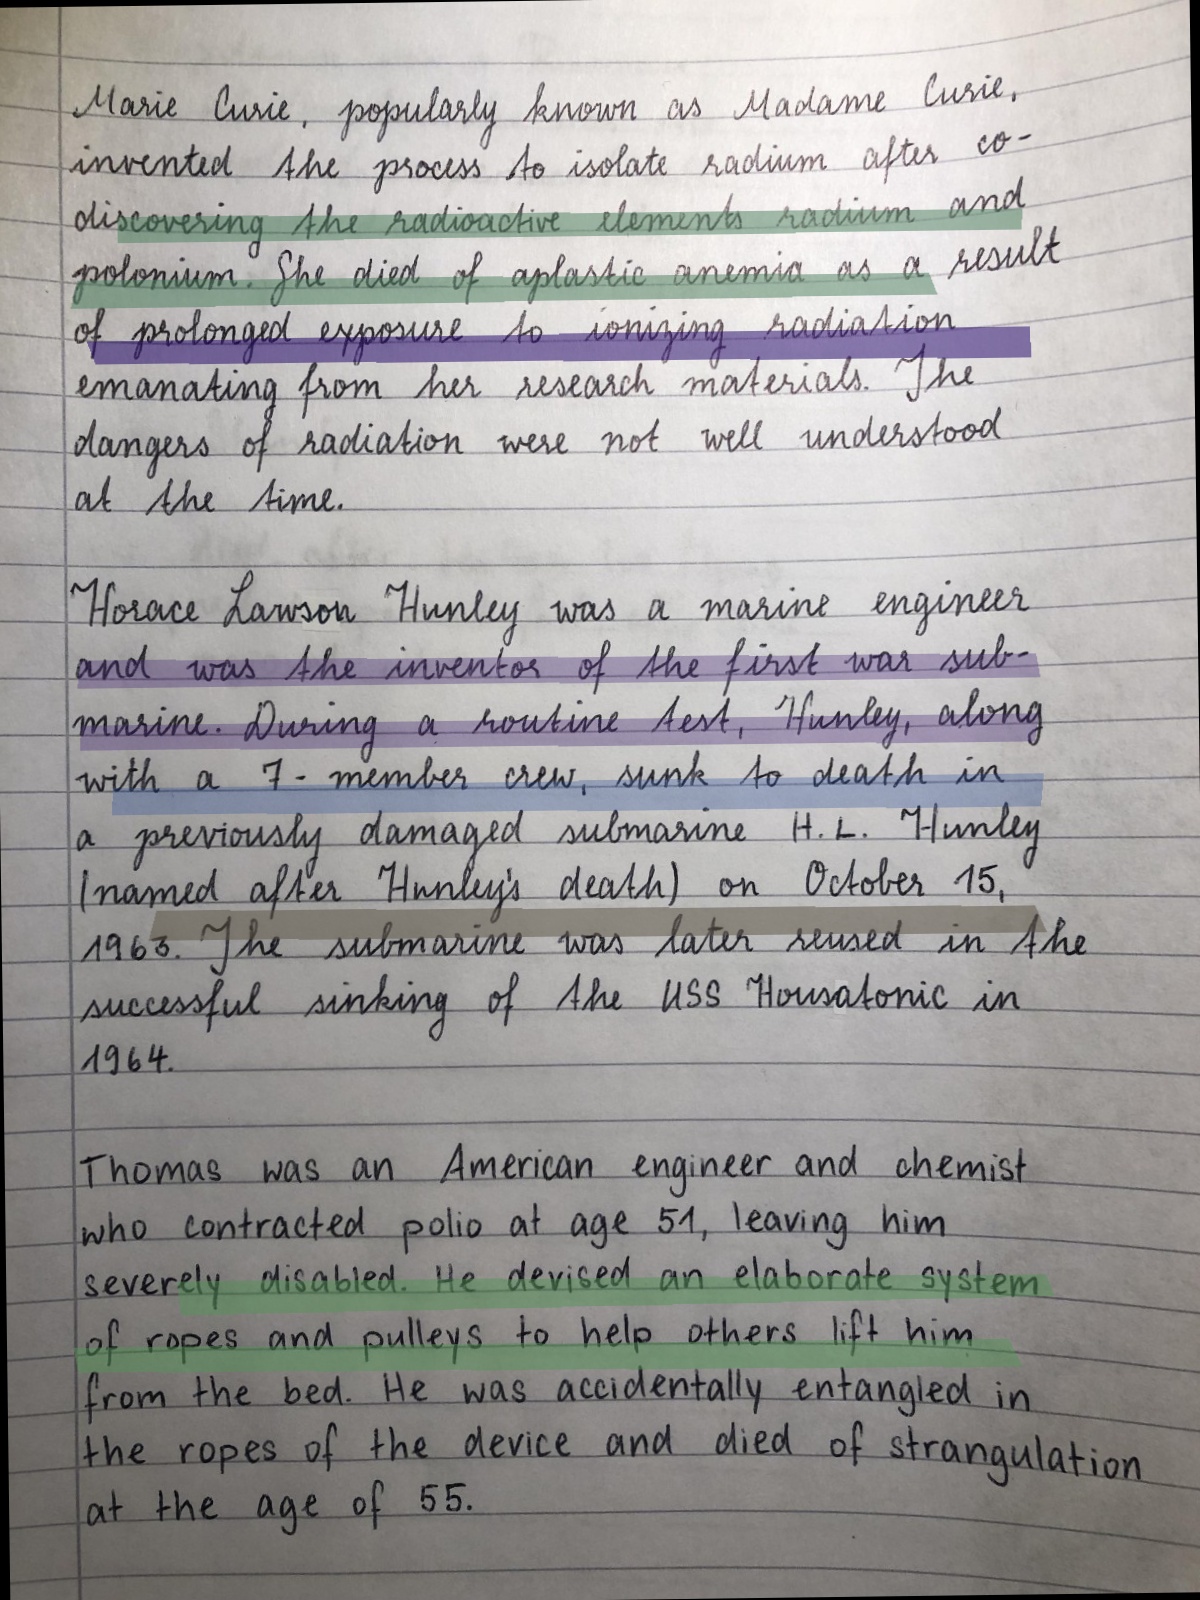 Marie Curie, popularly known as Madame Curie,
invented the process to isolate radium after co-
discovering the radioactive elements radium and
polonium. She died of aplastic anemia as a result
of prolonged exposure to ionizing radiation
emanating from her research materials. The
dangers of radiation were not well understood
at the time.
Horace Lawson Hunley was a marine engineer
and was the inventor of the first war sub-
marine. During a routine test, Hunley, along
with a 7-member crew, sunk to death in
a previously damaged submarine H.L. Hunley
(named after Hunley's death) on October 15,
1963. The submarine was later reused in the
successful sinking of the USS Housatonic in
1964.
Thomas was an American engineer and chemist
who contracted polio at age 51, leaving him
severely disabled. He devised an elaborate system
of ropes and pulleys to help others lift him
from the bed. He was accidentally entangled in
the ropes of the device and died of strangulation
at the age of 55.